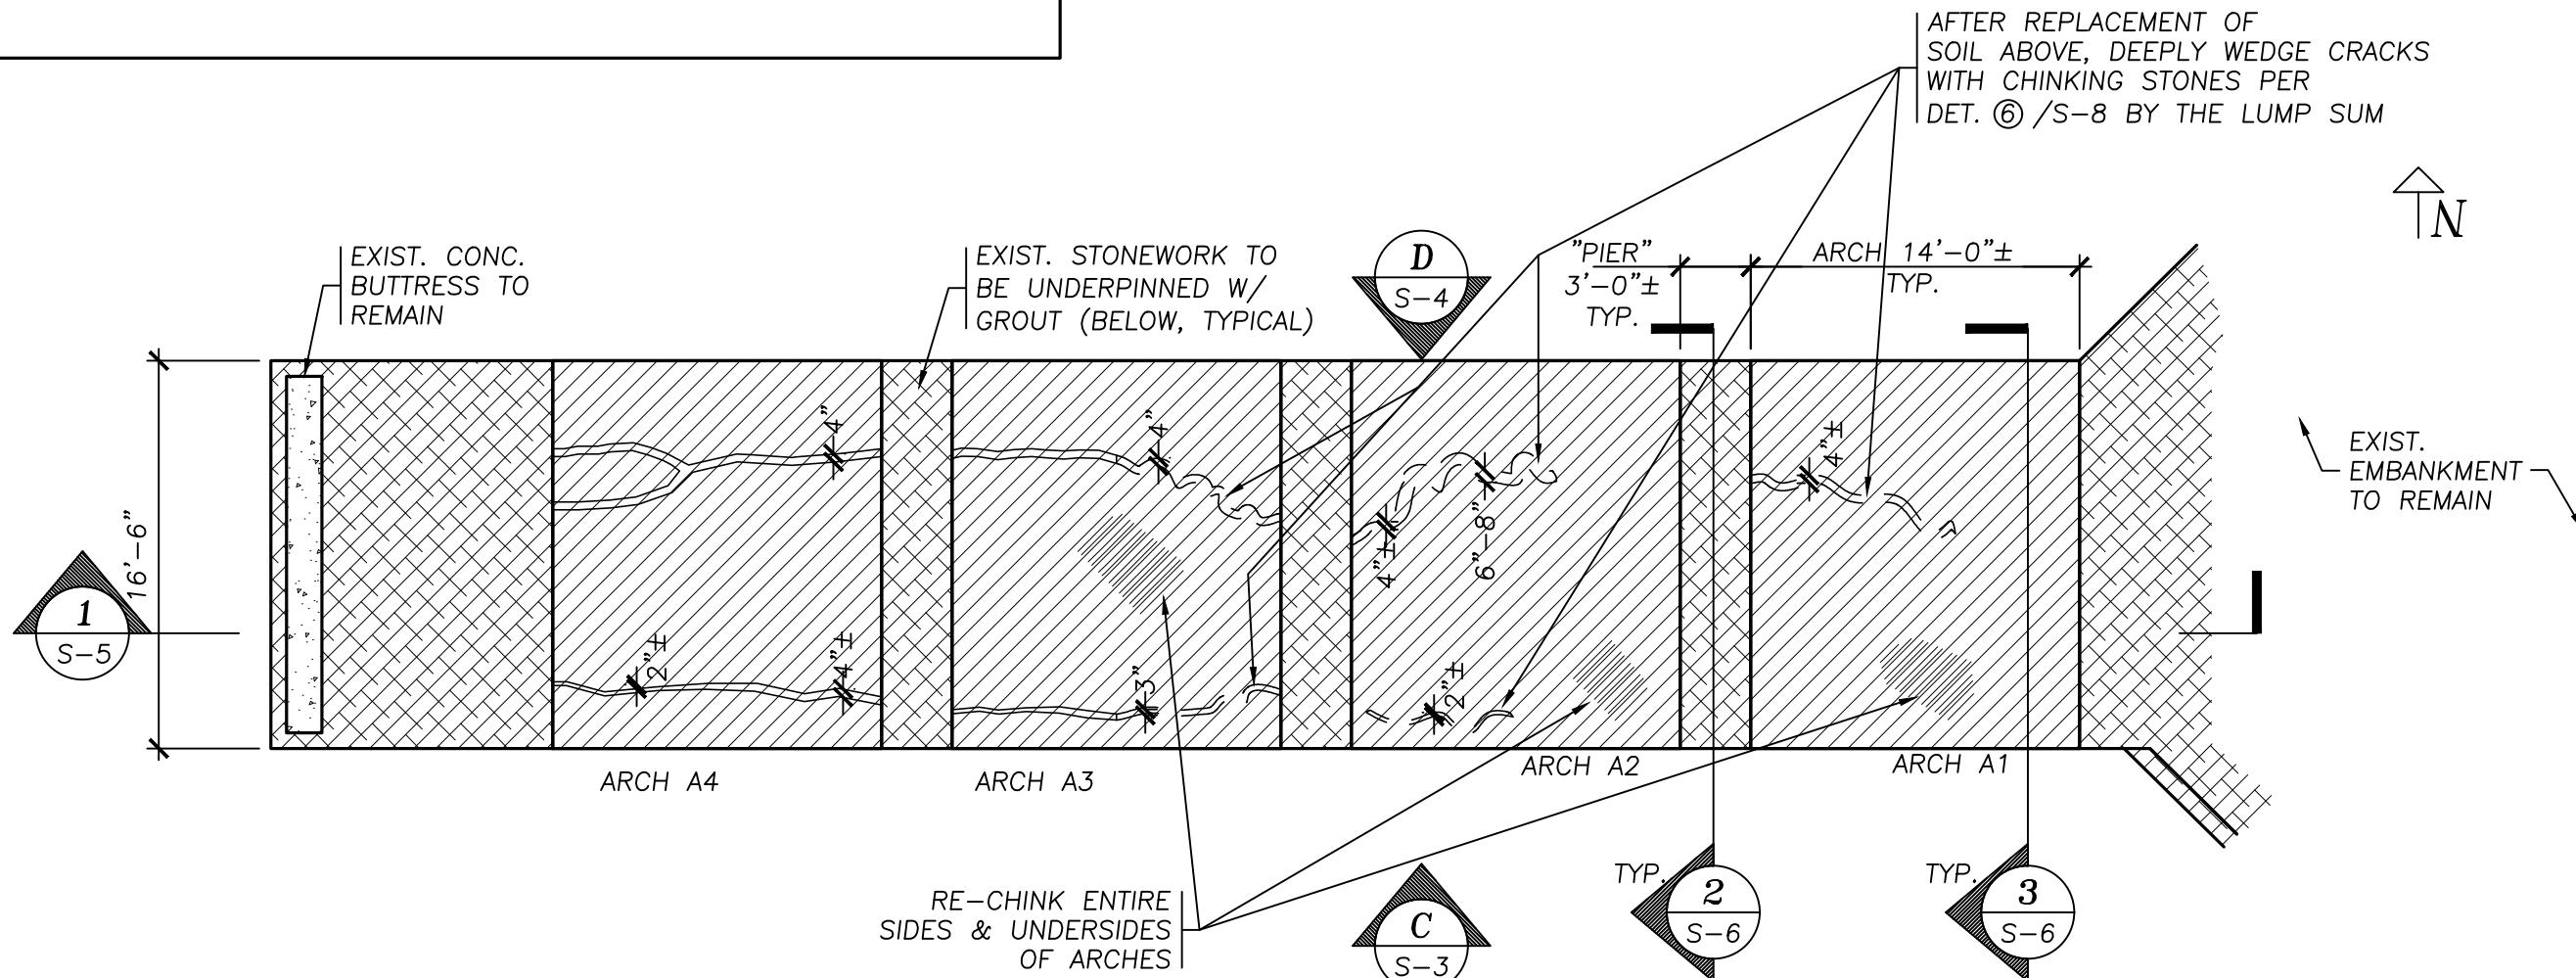 AFTER REPLACEMENT OF
SOIL ABOVE, DEEPLY WEDGE CRACKS
WITH CHINKING STONES PER
DET. ⑥ /S-8 BY THE LUMP SUM
N
EXIST. CONC.
BUTTRESS TO
REMAIN
EXIST. STONEWORK TO
BE UNDERPINNED W/
GROUT (BELOW, TYPICAL)
D
S-4
"PIER"
3'-0"±
TYP.
ARCH 14'-0"±
TYP.
EXIST.
EMBANKMENT
TO REMAIN
16'-6"
1
S-5
4"
4"
4"±
6"-8"
4"±
2"±
4"±
3"
2"±
ARCH A4
ARCH A3
ARCH A2
ARCH A1
RE-CHINK ENTIRE
SIDES & UNDERSIDES
OF ARCHES
C
S-3
TYP.
2
S-6
TYP.
3
S-6